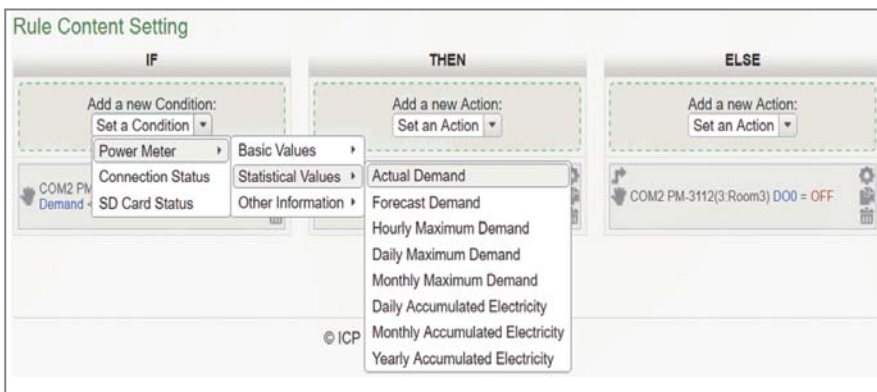 Rule Content Setting
IF
THEN
ELSE
Add a new Condition:
Set a Condition
Add a new Action:
Set an Action
Add a new Action:
Set an Action
Power Meter
Connection Status
SD Card Status
Basic Values
Statistical Values
Other Information
Actual Demand
Forecast Demand
Hourly Maximum Demand
Daily Maximum Demand
Monthly Maximum Demand
Daily Accumulated Electricity
Monthly Accumulated Electricity
Yearly Accumulated Electricity
COM2 PM
Demand <
COM2 PM-3112(3:Room3) DO0 = OFF
© ICP